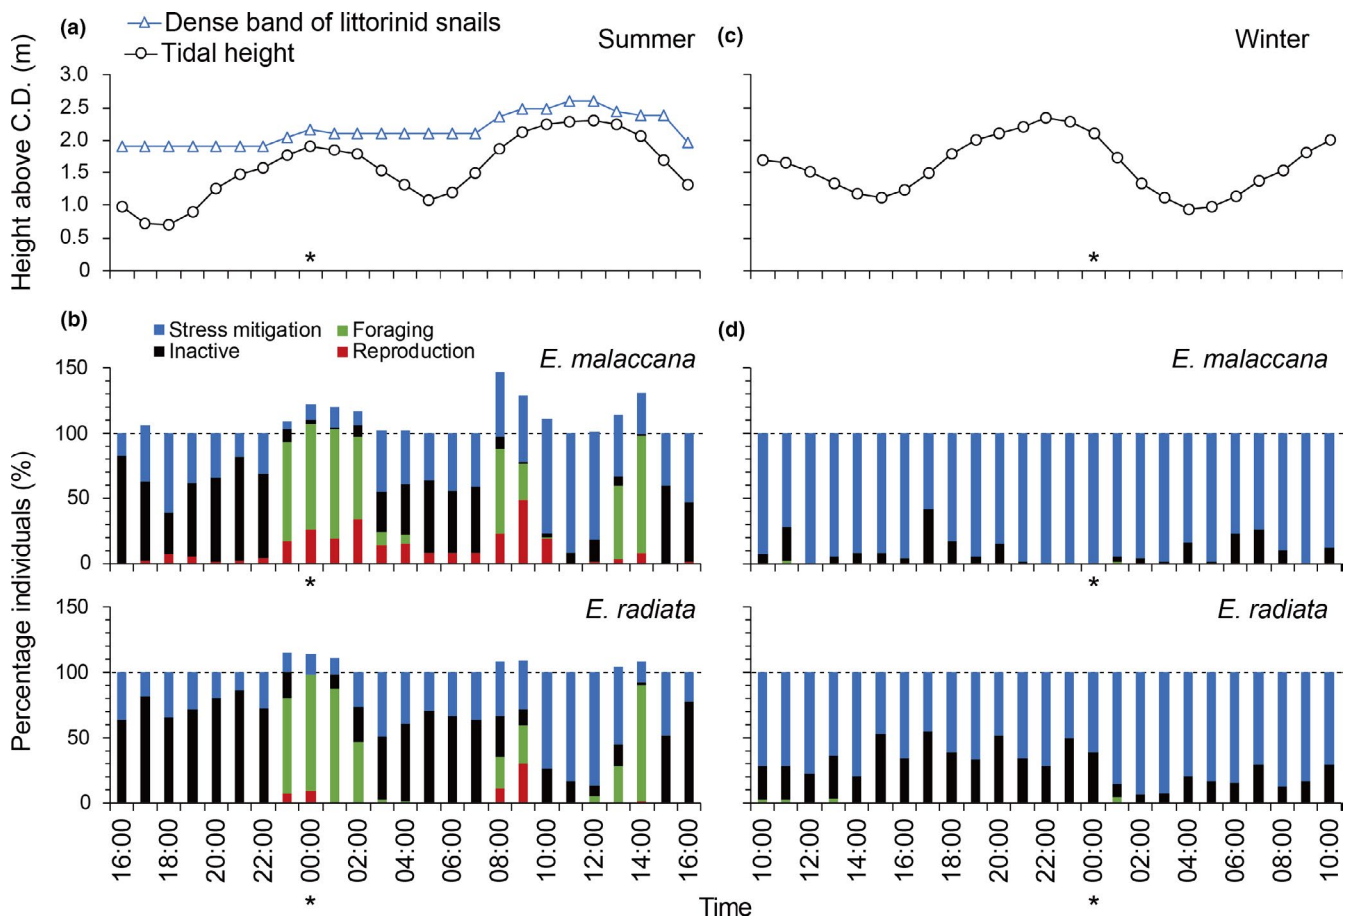 (a) Dense band of littorinid snails
Tidal height
Summer
(c)
Winter
Height above C.D. (m)
3.0
2.5
2.0
1.5
1.0
0.5
0
*
*
(b) Stress mitigation Foraging
Inactive Reproduction
(d)
E. malaccana
E. malaccana
Percentage individuals (%)
150
100
50
0
*
*
E. radiata
E. radiata
150
100
50
0
16:00 18:00 20:00 22:00 00:00 02:00 04:00 06:00 08:00 10:00 12:00 14:00 16:00
10:00 12:00 14:00 16:00 18:00 20:00 22:00 00:00 02:00 04:00 06:00 08:00 10:00
*
Time
*